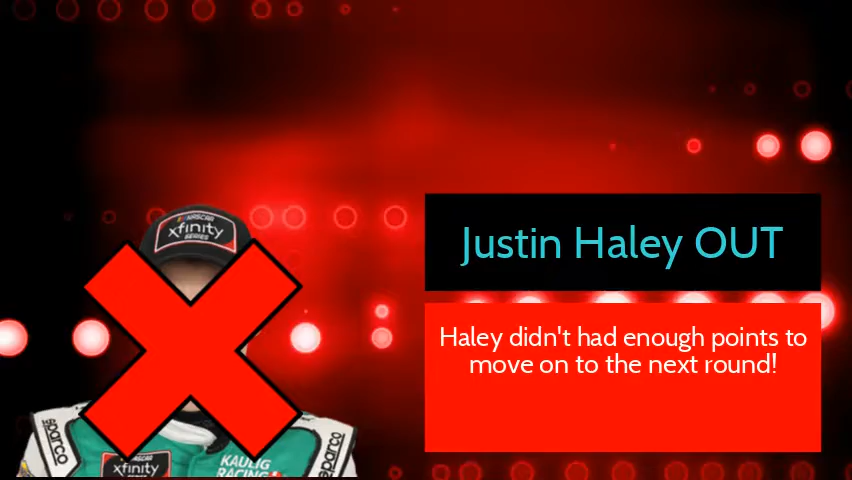 NASCAR
xfinity
SERIES
Justin Haley OUT
Haley didn't had enough points to
move on to the next round!
sparco
sparco
xfinity
KAULIG
RACING